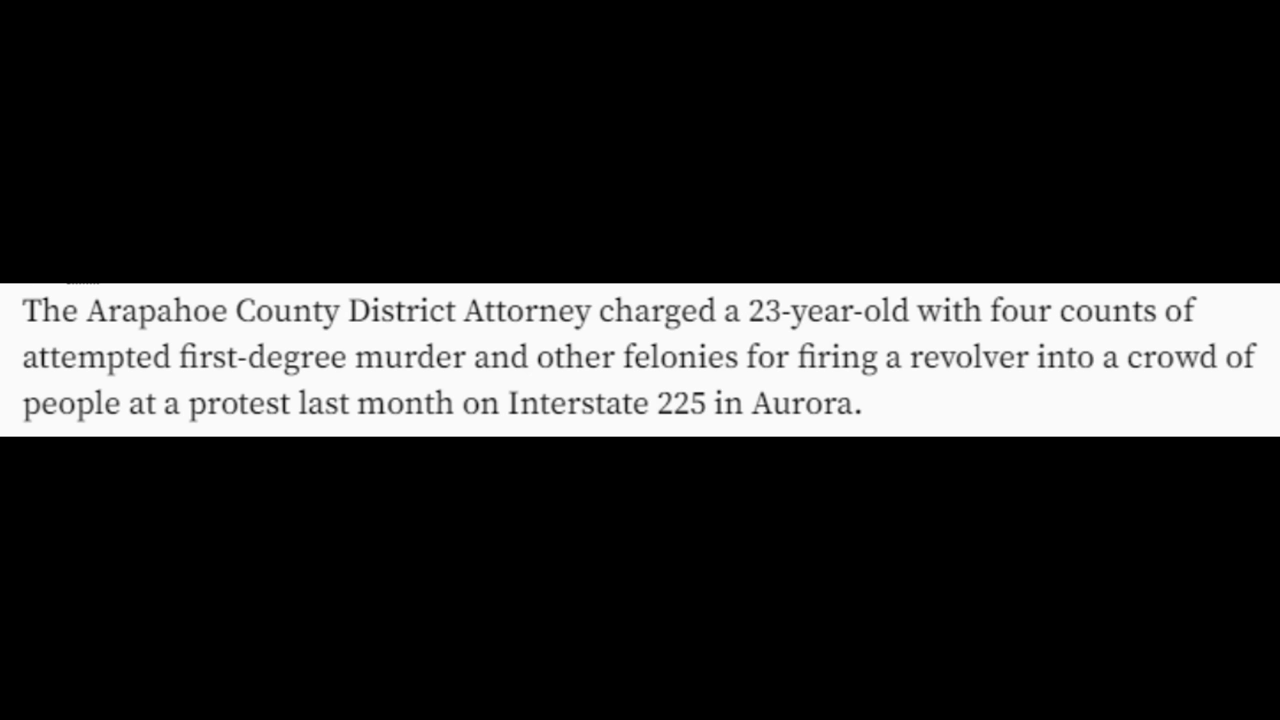 The Arapahoe County District Attorney charged a 23-year-old with four counts of
attempted first-degree murder and other felonies for firing a revolver into a crowd of
people at a protest last month on Interstate 225 in Aurora.